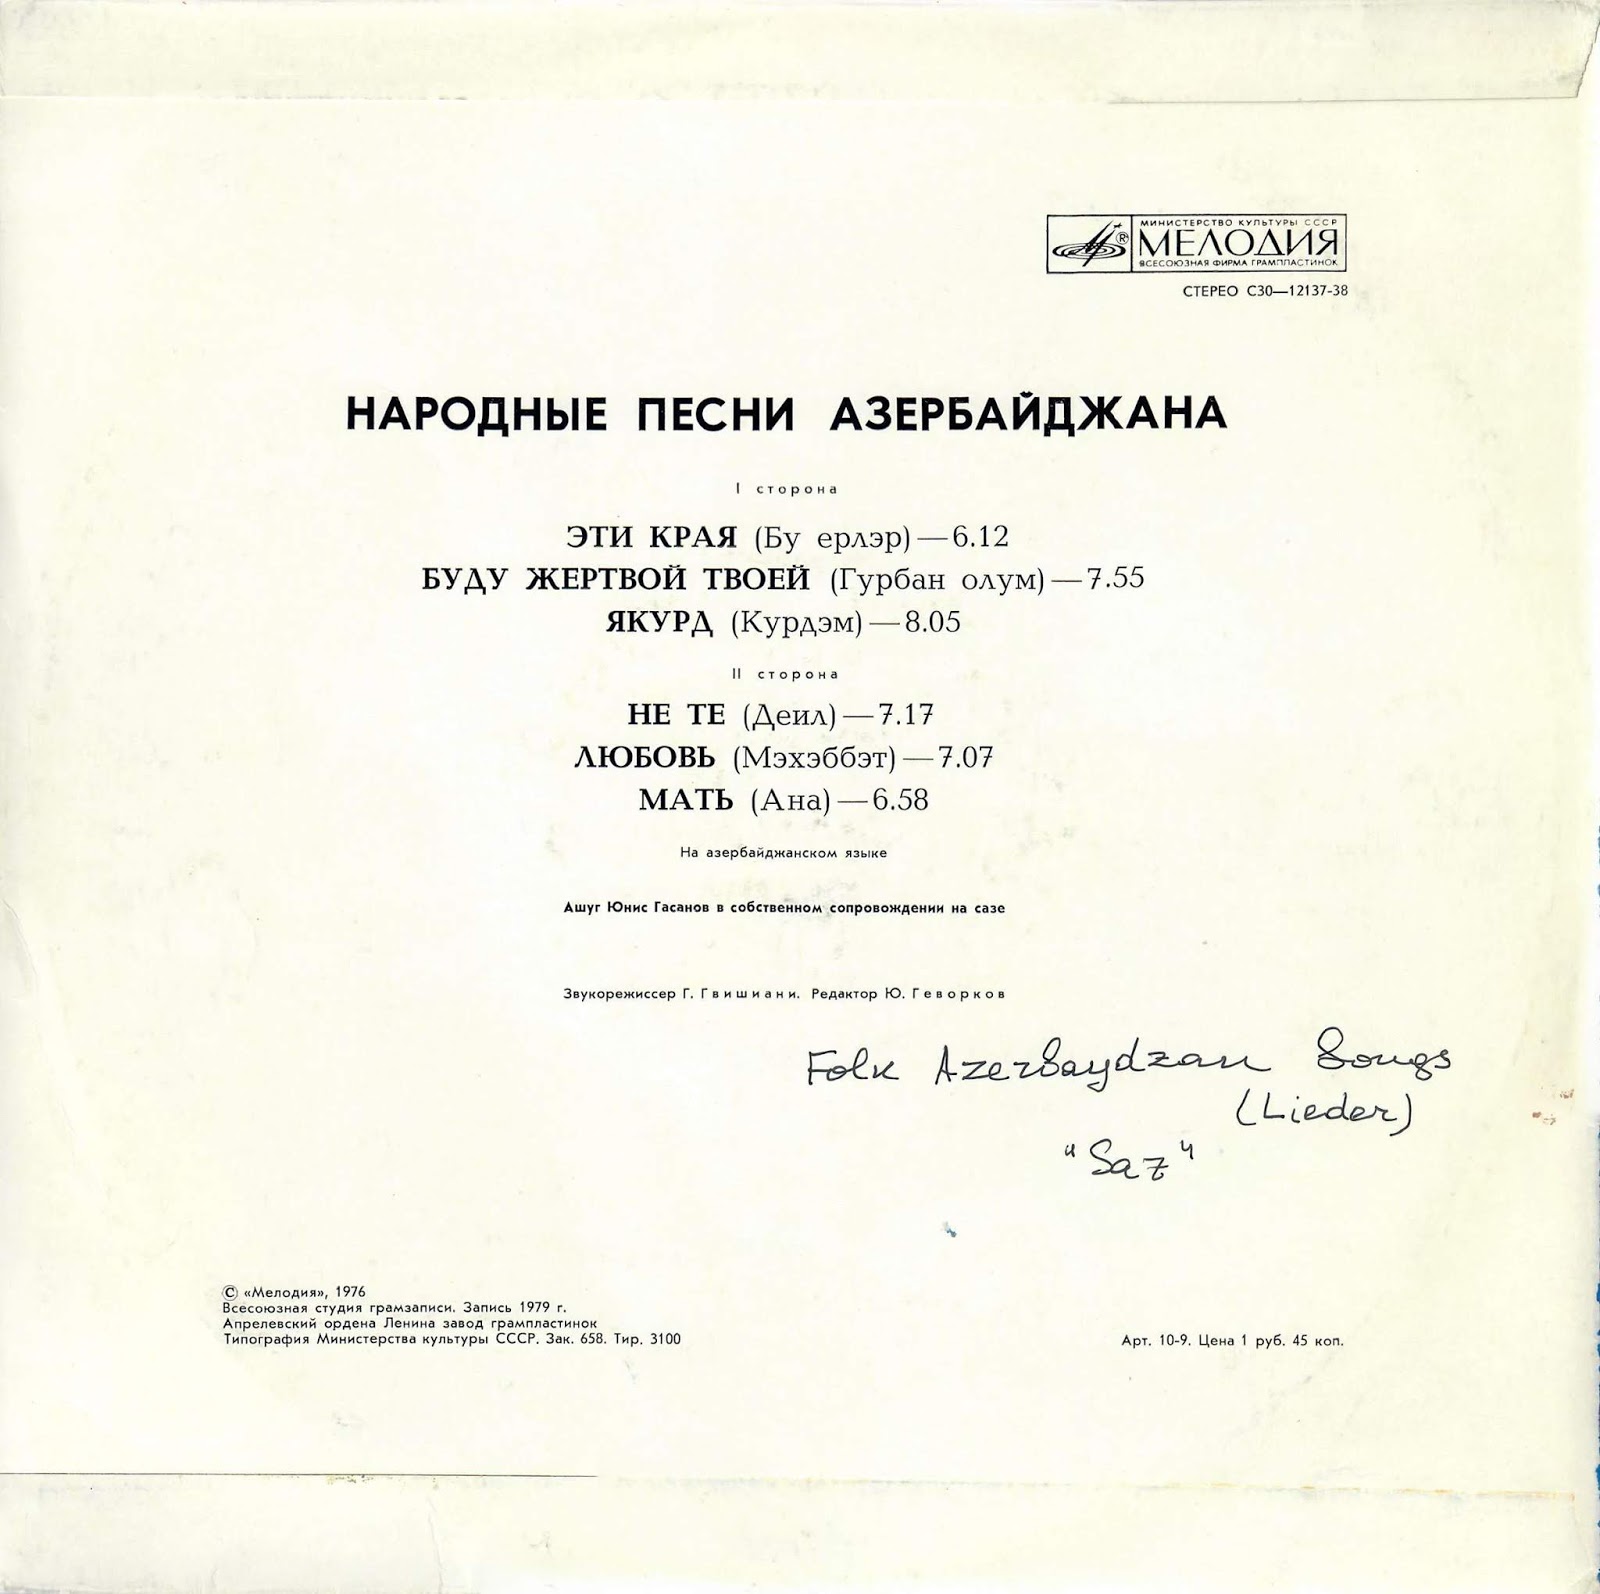 МИНИСТЕРСТВО КУЛЬТУРЫ СССР
МЕЛОДИЯ
ВСЕСОЮЗНАЯ ФИРМА ГРАМПЛАСТИНОК
СТЕРЕО С30—12137-38
НАРОДНЫЕ ПЕСНИ АЗЕРБАЙДЖАНА
I сторона
ЭТИ КРАЯ (Бу ерлэр)—6.12
БУДУ ЖЕРТВОЙ ТВОЕЙ (Гурбан олум)—7.55
ЯКУРД (Курдэм)—8.05
II сторона
НЕ ТЕ (Деил)—7.17
ЛЮБОВЬ (Мэхэббэт)—7.07
МАТЬ (Ана)—6.58
На азербайджанском языке
Ашуг Юнис Гасанов в собственном сопровождении на сазе
Звукорежиссер Г. Гвишиани. Редактор Ю. Геворков
Folk Azerbaydzan Songs
(Lieder)
"Saz"
© «Мелодия», 1976
Всесоюзная студия грамзаписи. Запись 1979 г.
Апрелевский ордена Ленина завод грампластинок
Типография Министерства культуры СССР. Зак. 658. Тир. 3100
Арт. 10-9. Цена 1 руб. 45 коп.